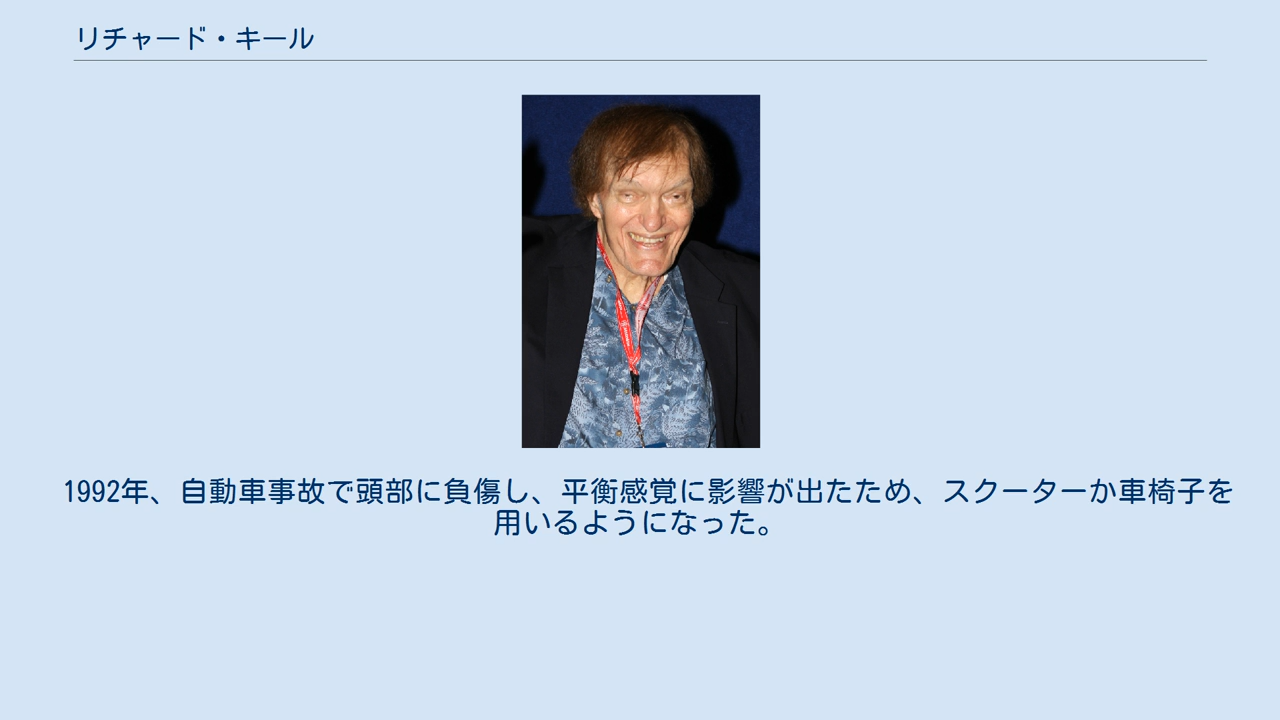 リチャード・キール
1992年、自動車事故で頭部に負傷し、平衡感覚に影響が出たため、スクーターか車椅子を
用いるようになった。